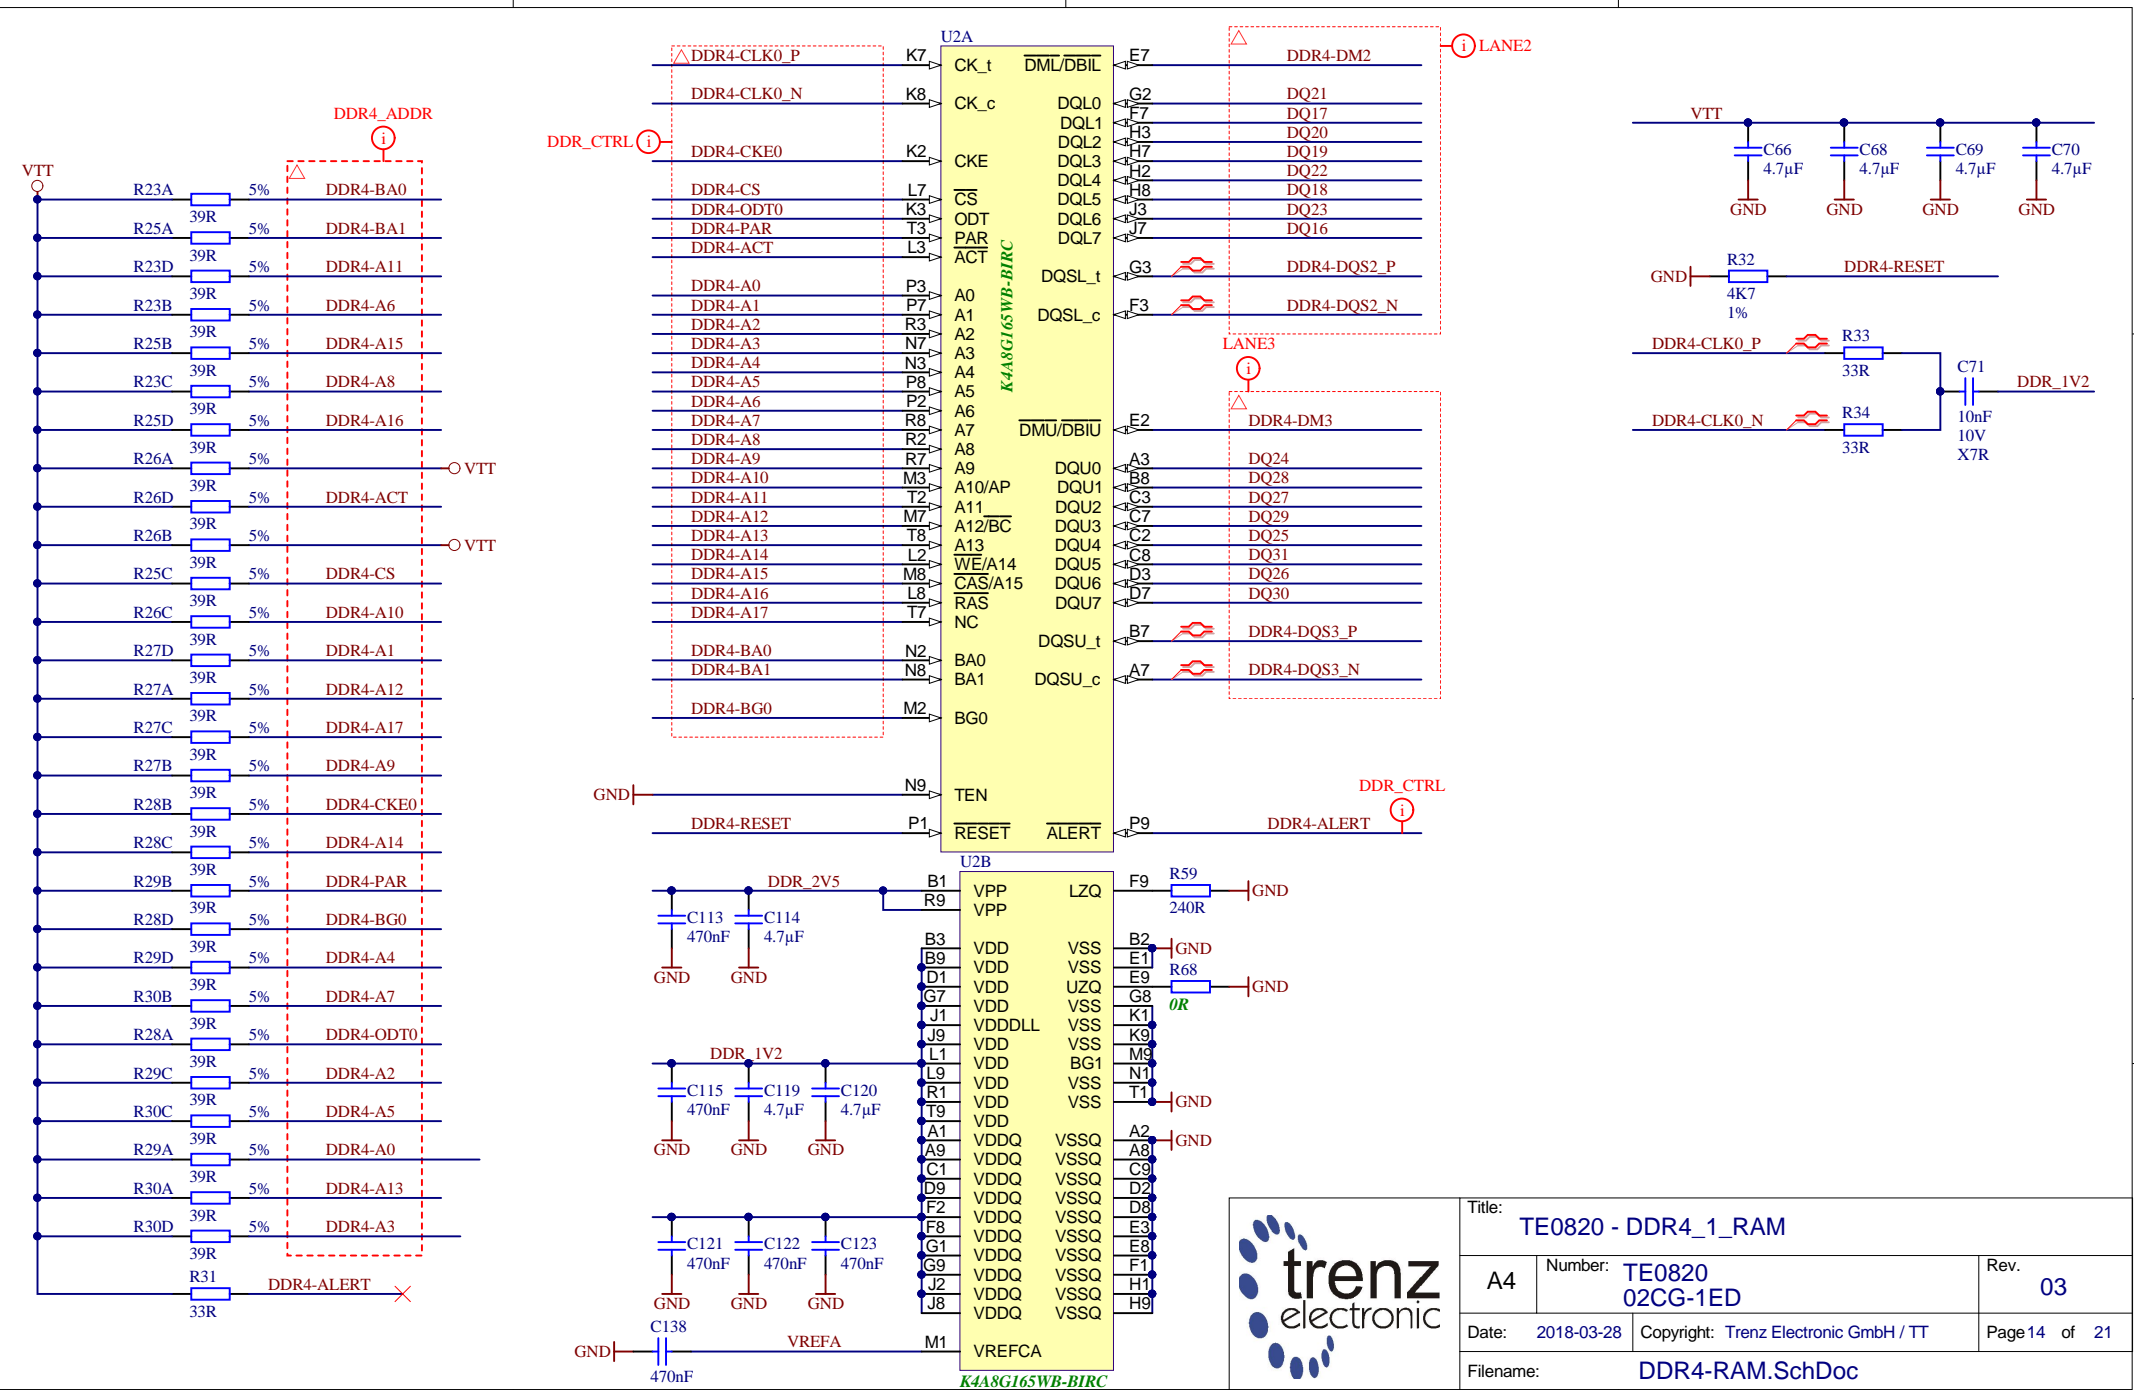 DDR4_ADDR
i
VTT
R23A 5% DDR4-BA0
39R
R25A 5% DDR4-BA1
39R
R23D 5% DDR4-A11
39R
R23B 5% DDR4-A6
39R
R25B 5% DDR4-A15
39R
R23C 5% DDR4-A8
39R
R25D 5% DDR4-A16
39R
R26A 5% VTT
39R
R26D 5% DDR4-ACT
39R
R26B 5% VTT
39R
R25C 5% DDR4-CS
39R
R26C 5% DDR4-A10
39R
R27D 5% DDR4-A1
39R
R27A 5% DDR4-A12
39R
R27C 5% DDR4-A17
39R
R27B 5% DDR4-A9
39R
R28B 5% DDR4-CKE0
39R
R28C 5% DDR4-A14
39R
R29B 5% DDR4-PAR
39R
R28D 5% DDR4-BG0
39R
R29D 5% DDR4-A4
39R
R30B 5% DDR4-A7
39R
R28A 5% DDR4-ODT0
39R
R29C 5% DDR4-A2
39R
R30C 5% DDR4-A5
39R
R29A 5% DDR4-A0
39R
R30A 5% DDR4-A13
39R
R30D 5% DDR4-A3
39R
R31 DDR4-ALERT
33R
U2A
DDR_CTRL i
DDR4-CLK0_P K7 CK_t
DDR4-CLK0_N K8 CK_c
DDR4-CKE0 K2 CKE
DDR4-CS L7 CS
DDR4-ODT0 K3 ODT
DDR4-PAR T3 PAR
DDR4-ACT L3 ACT
DDR4-A0 P3 A0
DDR4-A1 P7 A1
DDR4-A2 R3 A2
DDR4-A3 N7 A3
DDR4-A4 N3 A4
DDR4-A5 P8 A5
DDR4-A6 P2 A6
DDR4-A7 R8 A7
DDR4-A8 R2 A8
DDR4-A9 R7 A9
DDR4-A10 M3 A10/AP
DDR4-A11 T2 A11
DDR4-A12 M7 A12/BC
DDR4-A13 T8 A13
DDR4-A14 L2 WE/A14
DDR4-A15 M8 CAS/A15
DDR4-A16 L8 RAS
DDR4-A17 T7 NC
DDR4-BA0 N2 BA0
DDR4-BA1 N8 BA1
DDR4-BG0 M2 BG0
GND N9 TEN
DDR4-RESET P1 RESET
K4A8G165WB-BIRC
i LANE2
DML/DBIL E7 DDR4-DM2
DQL0 G2 DQ21
DQL1 F7 DQ17
DQL2 H3 DQ20
DQL3 H7 DQ19
DQL4 H2 DQ22
DQL5 H8 DQ18
DQL6 J3 DQ23
DQL7 J7 DQ16
DQSL_t G3 DDR4-DQS2_P
DQSL_c F3 DDR4-DQS2_N
LANE3
i
DMU/DBIU E2 DDR4-DM3
DQU0 A3 DQ24
DQU1 B8 DQ28
DQU2 C3 DQ27
DQU3 C7 DQ29
DQU4 C2 DQ25
DQU5 C8 DQ31
DQU6 D3 DQ26
DQU7 D7 DQ30
DQSU_t B7 DDR4-DQS3_P
DQSU_c A7 DDR4-DQS3_N
DDR_CTRL
i
ALERT P9 DDR4-ALERT
U2B
DDR_2V5 B1 VPP
R9 VPP
C113 C114
470nF 4.7µF
GND GND
B3 VDD
B9 VDD
D1 VDD
G7 VDD
J1 VDDDLL
J9 VDD
DDR_1V2 L1 VDD
L9 VDD
R1 VDD
T9 VDD
C115 C119 C120
470nF 4.7µF 4.7µF
GND GND GND
A1 VDDQ
A9 VDDQ
C1 VDDQ
D9 VDDQ
F2 VDDQ
F8 VDDQ
G1 VDDQ
G9 VDDQ
J2 VDDQ
J8 VDDQ
C121 C122 C123
470nF 470nF 470nF
GND GND GND
C138
GND VREFA M1 VREFCA
470nF
K4A8G165WB-BIRC
R59
LZQ F9 GND
240R
VSS B2 GND
VSS E1
R68
UZQ E9 GND
0R
VSS G8
VSS K1
VSS K9
BG1 M9
VSS N1
VSS T1 GND
VSSQ A2 GND
VSSQ A8
VSSQ C9
VSSQ D2
VSSQ D8
VSSQ E3
VSSQ E8
VSSQ F1
VSSQ H1
VSSQ H9
VTT
C66 C68 C69 C70
4.7µF 4.7µF 4.7µF 4.7µF
GND GND GND GND
R32
GND DDR4-RESET
4K7
1%
DDR4-CLK0_P R33
33R
C71
DDR_1V2
10nF
10V
X7R
DDR4-CLK0_N R34
33R
trenz
electronic
Title:
TE0820 - DDR4_1_RAM
A4
Number: TE0820
02CG-1ED
Rev.
03
Date: 2018-03-28 Copyright: Trenz Electronic GmbH / TT Page 14 of 21
Filename: DDR4-RAM.SchDoc